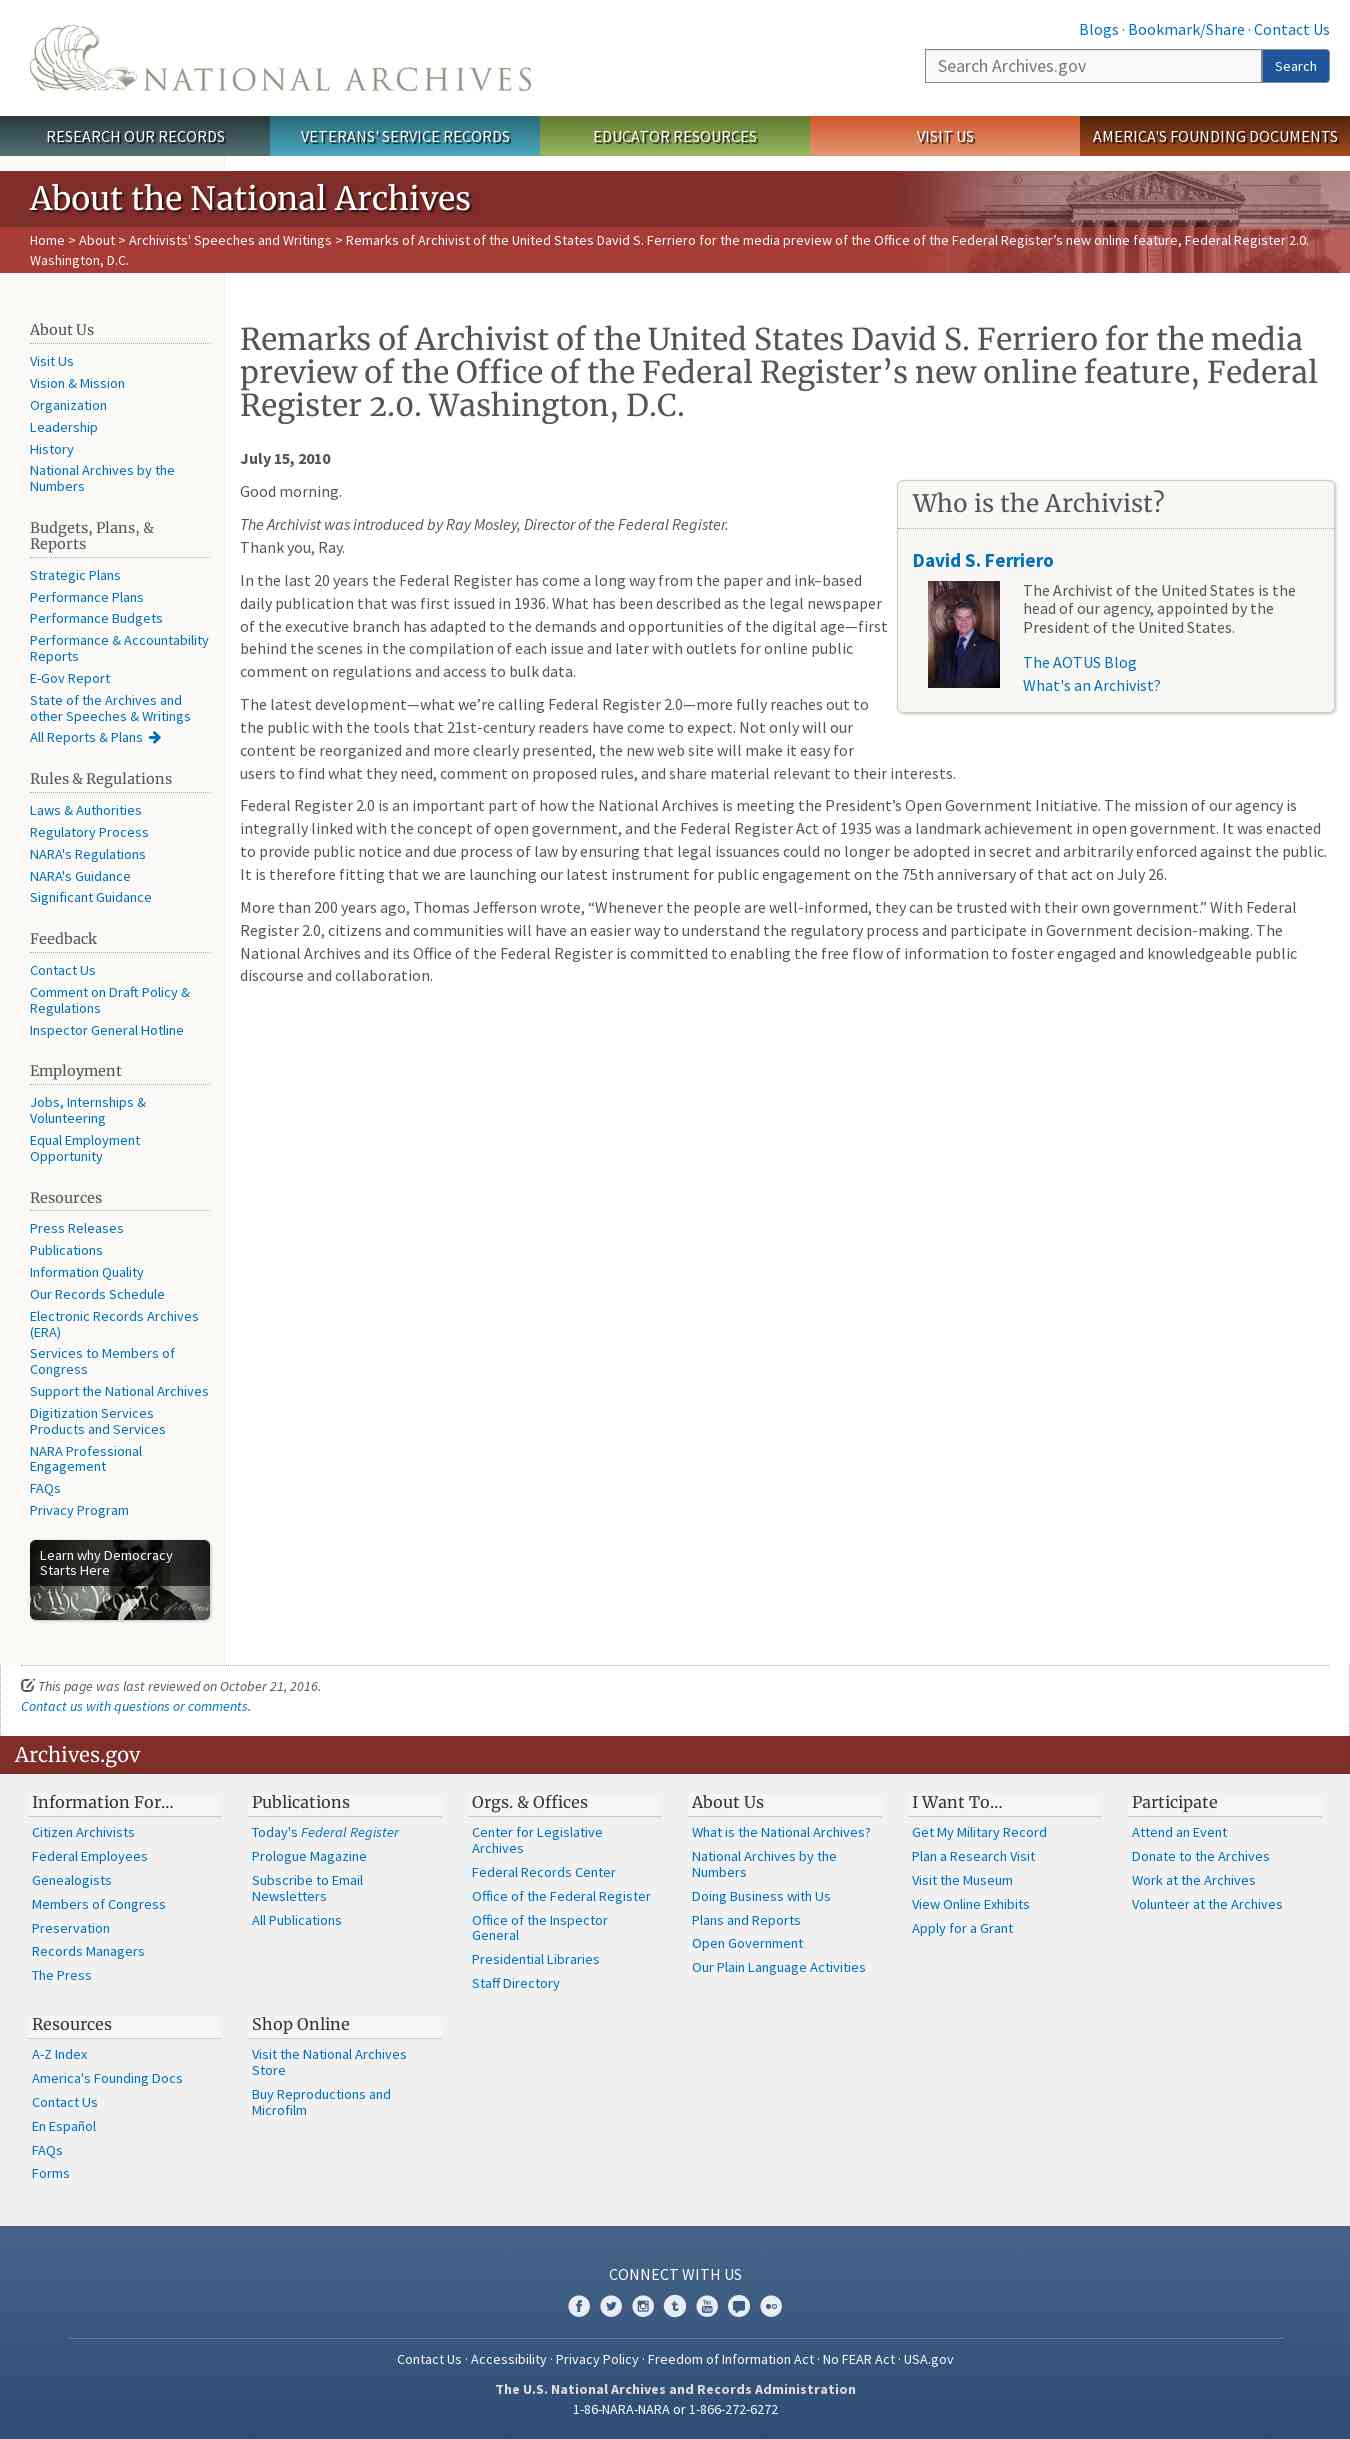 Blogs · Bookmark/Share · Contact Us
NATIONAL ARCHIVES
Search Archives.gov
Search
RESEARCH OUR RECORDS
VETERANS' SERVICE RECORDS
EDUCATOR RESOURCES
VISIT US
AMERICA'S FOUNDING DOCUMENTS
About the National Archives
Home > About > Archivists' Speeches and Writings > Remarks of Archivist of the United States David S. Ferriero for the media preview of the Office of the Federal Register’s new online feature, Federal Register 2.0.
Washington, D.C.
About Us
Visit Us
Vision & Mission
Organization
Leadership
History
National Archives by the
Numbers
Budgets, Plans, &
Reports
Strategic Plans
Performance Plans
Performance Budgets
Performance & Accountability
Reports
E-Gov Report
State of the Archives and
other Speeches & Writings
All Reports & Plans
Rules & Regulations
Laws & Authorities
Regulatory Process
NARA's Regulations
NARA's Guidance
Significant Guidance
Feedback
Contact Us
Comment on Draft Policy &
Regulations
Inspector General Hotline
Employment
Jobs, Internships &
Volunteering
Equal Employment
Opportunity
Resources
Press Releases
Publications
Information Quality
Our Records Schedule
Electronic Records Archives
(ERA)
Services to Members of
Congress
Support the National Archives
Digitization Services
Products and Services
NARA Professional
Engagement
FAQs
Privacy Program
Learn why Democracy
Starts Here
e the People
Remarks of Archivist of the United States David S. Ferriero for the media
preview of the Office of the Federal Register’s new online feature, Federal
Register 2.0. Washington, D.C.
July 15, 2010
Good morning.
The Archivist was introduced by Ray Mosley, Director of the Federal Register.
Thank you, Ray.
In the last 20 years the Federal Register has come a long way from the paper and ink–based
daily publication that was first issued in 1936. What has been described as the legal newspaper
of the executive branch has adapted to the demands and opportunities of the digital age—first
behind the scenes in the compilation of each issue and later with outlets for online public
comment on regulations and access to bulk data.
The latest development—what we’re calling Federal Register 2.0—more fully reaches out to
the public with the tools that 21st-century readers have come to expect. Not only will our
content be reorganized and more clearly presented, the new web site will make it easy for
users to find what they need, comment on proposed rules, and share material relevant to their interests.
Federal Register 2.0 is an important part of how the National Archives is meeting the President’s Open Government Initiative. The mission of our agency is
integrally linked with the concept of open government, and the Federal Register Act of 1935 was a landmark achievement in open government. It was enacted
to provide public notice and due process of law by ensuring that legal issuances could no longer be adopted in secret and arbitrarily enforced against the public.
It is therefore fitting that we are launching our latest instrument for public engagement on the 75th anniversary of that act on July 26.
More than 200 years ago, Thomas Jefferson wrote, “Whenever the people are well-informed, they can be trusted with their own government.” With Federal
Register 2.0, citizens and communities will have an easier way to understand the regulatory process and participate in Government decision-making. The
National Archives and its Office of the Federal Register is committed to enabling the free flow of information to foster engaged and knowledgeable public
discourse and collaboration.
Who is the Archivist?
David S. Ferriero
The Archivist of the United States is the
head of our agency, appointed by the
President of the United States.
The AOTUS Blog
What's an Archivist?
This page was last reviewed on October 21, 2016.
Contact us with questions or comments.
Archives.gov
Information For…
Citizen Archivists
Federal Employees
Genealogists
Members of Congress
Preservation
Records Managers
The Press
Publications
Today's Federal Register
Prologue Magazine
Subscribe to Email
Newsletters
All Publications
Orgs. & Offices
Center for Legislative
Archives
Federal Records Center
Office of the Federal Register
Office of the Inspector
General
Presidential Libraries
Staff Directory
About Us
What is the National Archives?
National Archives by the
Numbers
Doing Business with Us
Plans and Reports
Open Government
Our Plain Language Activities
I Want To…
Get My Military Record
Plan a Research Visit
Visit the Museum
View Online Exhibits
Apply for a Grant
Participate
Attend an Event
Donate to the Archives
Work at the Archives
Volunteer at the Archives
Resources
A-Z Index
America's Founding Docs
Contact Us
En Español
FAQs
Forms
Shop Online
Visit the National Archives
Store
Buy Reproductions and
Microfilm
CONNECT WITH US
Contact Us · Accessibility · Privacy Policy · Freedom of Information Act · No FEAR Act · USA.gov
The U.S. National Archives and Records Administration
1-86-NARA-NARA or 1-866-272-6272